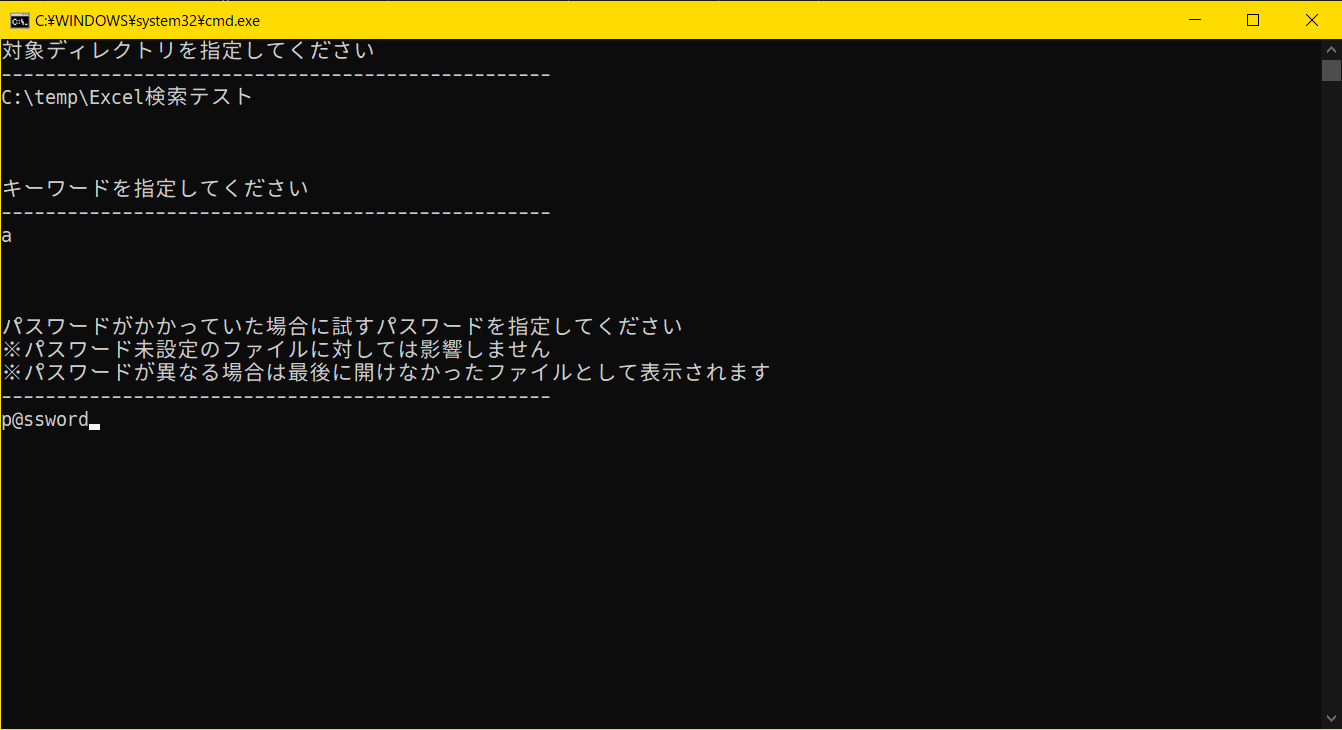 C:¥WINDOWS¥system32¥cmd.exe
対象ディレクトリを指定してください
--------------------------------------------------
C:\temp\Excel検索テスト
キーワードを指定してください
--------------------------------------------------
a
パスワードがかかっていた場合に試すパスワードを指定してください
※パスワード未設定のファイルに対しては影響しません
※パスワードが異なる場合は最後に開けなかったファイルとして表示されます
--------------------------------------------------
p@ssword